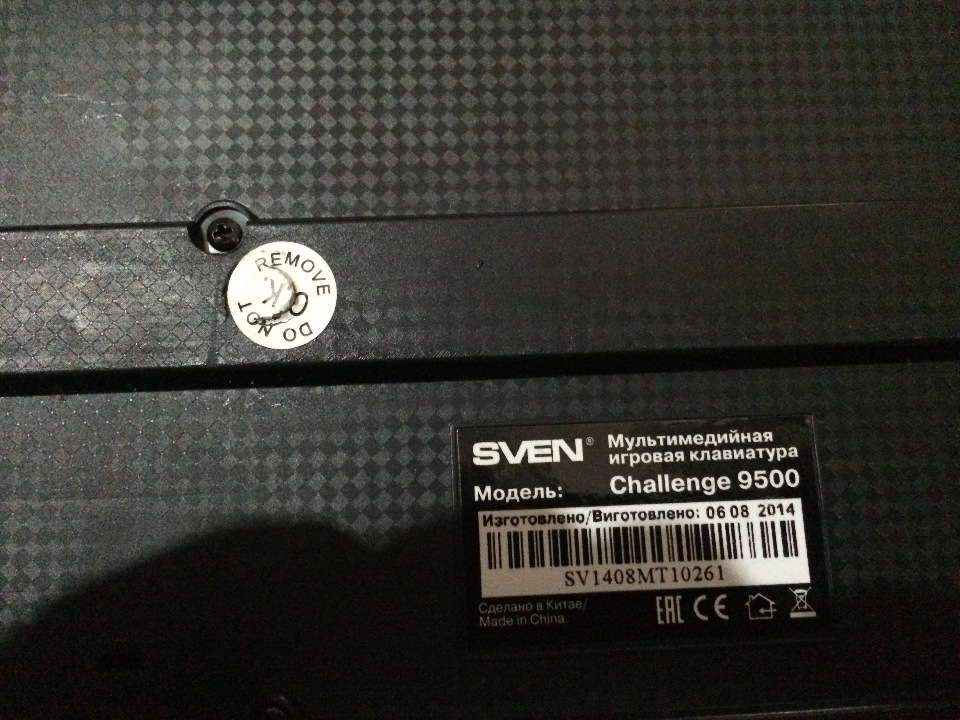 DO NOT REMOVE
O.K.
SVEN®
Мультимедийная
игровая клавиатура
Модель: Challenge 9500
Изготовлено/Виготовлено: 06 08 2014
SV1408MT10261
Сделано в Китае/
Made in China
EAC CE